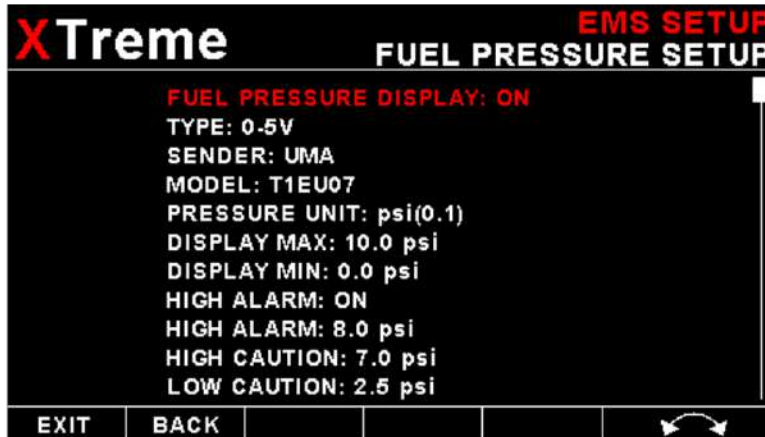 XTreme
EMS SETUP
FUEL PRESSURE SETUP
FUEL PRESSURE DISPLAY: ON
TYPE: 0-5V
SENDER: UMA
MODEL: T1EU07
PRESSURE UNIT: psi(0.1)
DISPLAY MAX: 10.0 psi
DISPLAY MIN: 0.0 psi
HIGH ALARM: ON
HIGH ALARM: 8.0 psi
HIGH CAUTION: 7.0 psi
LOW CAUTION: 2.5 psi
EXIT BACK